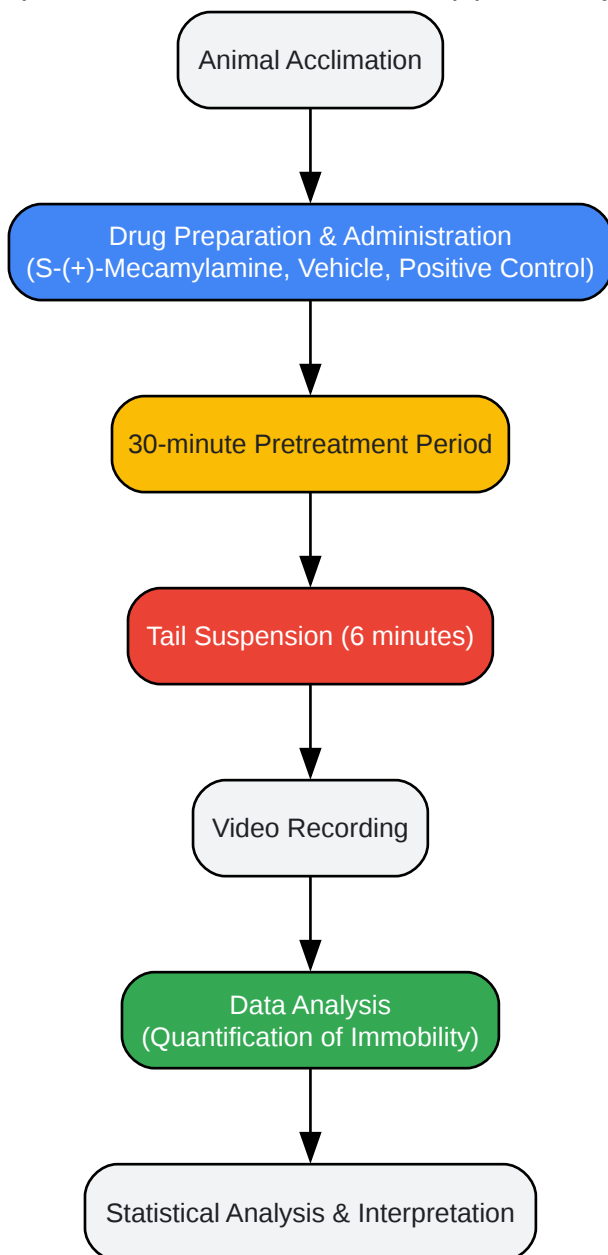 Animal Acclimation
Drug Preparation & Administration
(S-(+)-Mecamylamine, Vehicle, Positive Control)
30-minute Pretreatment Period
Tail Suspension (6 minutes)
Video Recording
Data Analysis
(Quantification of Immobility)
Statistical Analysis & Interpretation